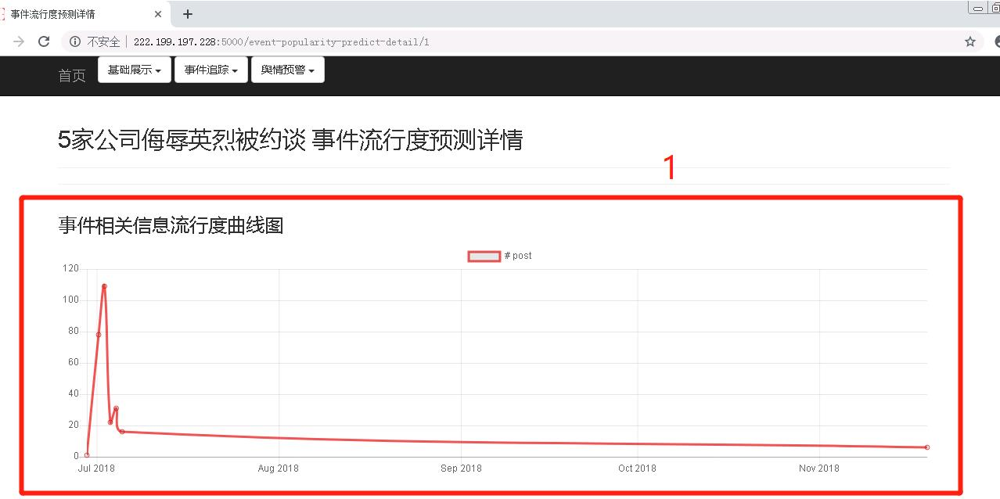 事件流行度预测详情
不安全 222.199.197.228:5000/event-popularity-predict-detail/1
首页 基础展示 事件追踪 舆情预警
5家公司侮辱英烈被约谈 事件流行度预测详情
1
事件相关信息流行度曲线图
# post
120
100
80
60
40
20
0
Jul 2018 Aug 2018 Sep 2018 Oct 2018 Nov 2018